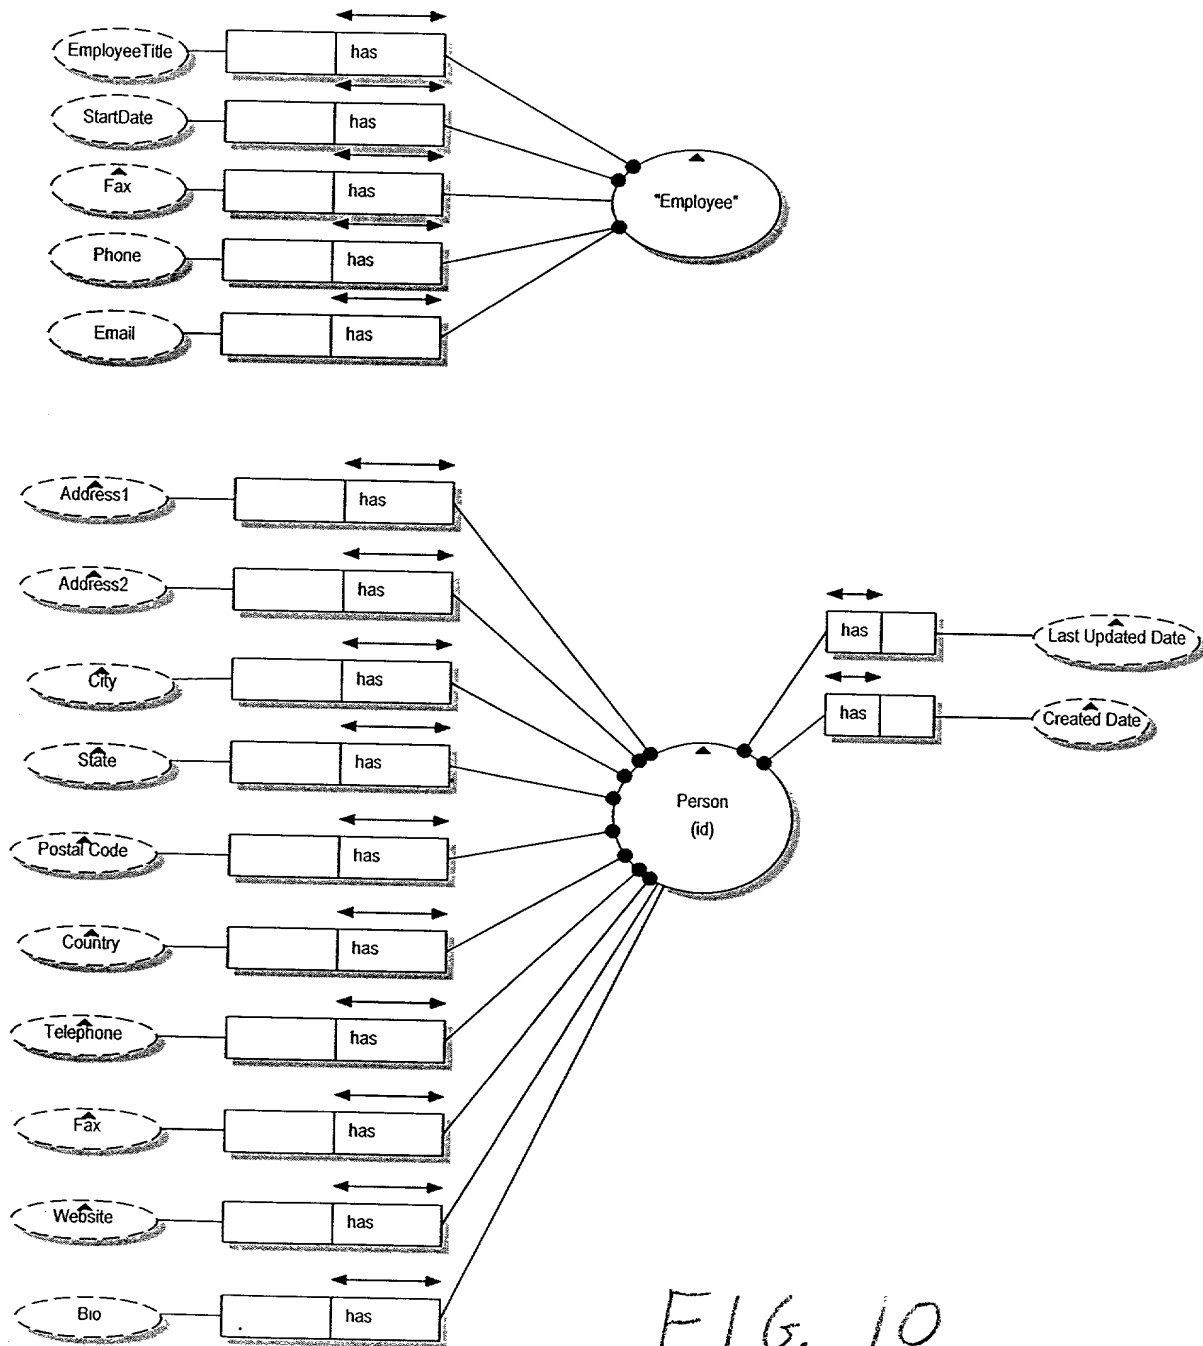 EmployeeTitle
has
StartDate
has
Fax
has
"Employee"
Phone
has
Email
has
Address1
has
Address2
has
has
Last Updated Date
City
has
has
Created Date
State
has
Person
(id)
Postal Code
has
Country
has
Telephone
has
Fax
has
Website
has
Bio
has
FIG. 10